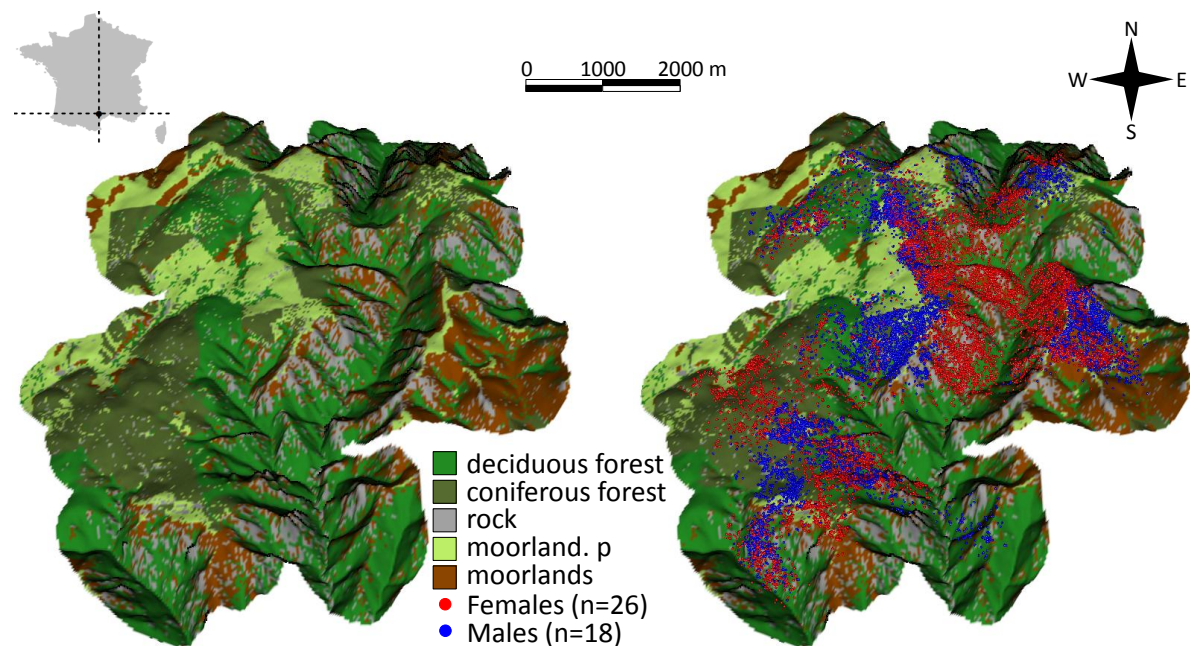 0 1000 2000 m
N
W E
S
deciduous forest
coniferous forest
rock
moorland. p
moorlands
Females (n=26)
Males (n=18)